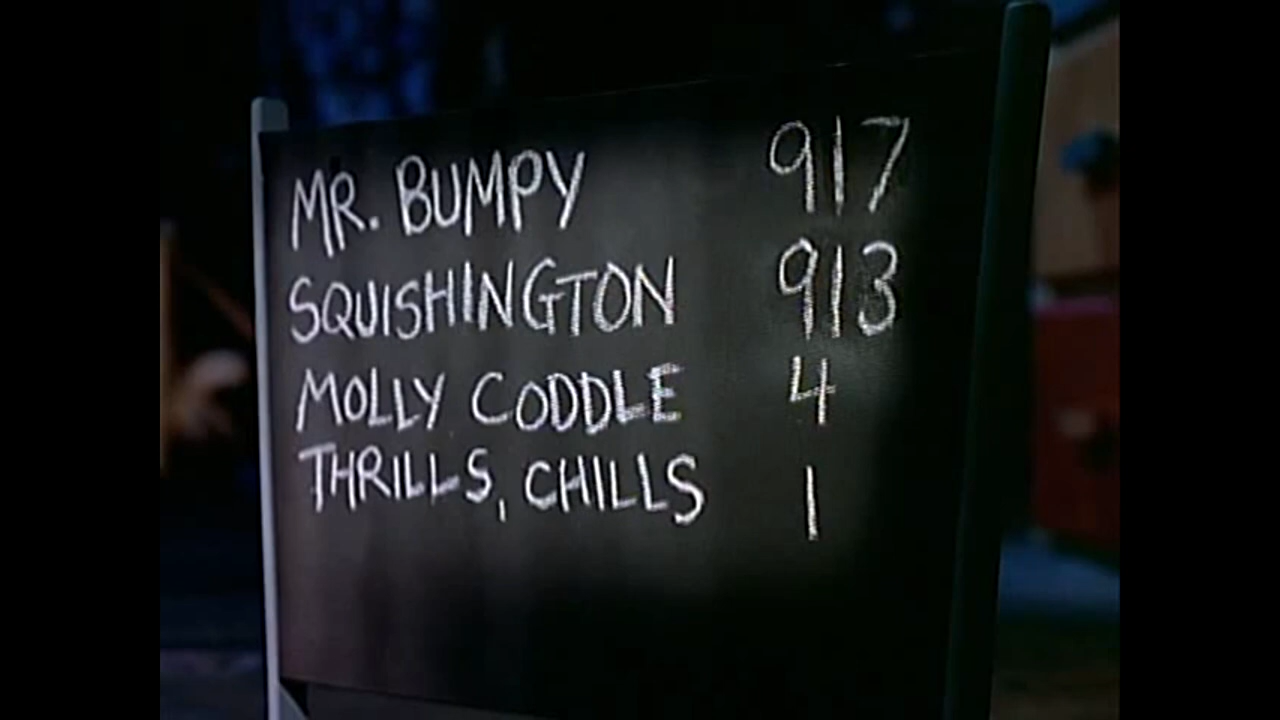 MR. BUMPY 917
SQUISHINGTON 913
MOLLY CODDLE 4
THRILLS, CHILLS 1